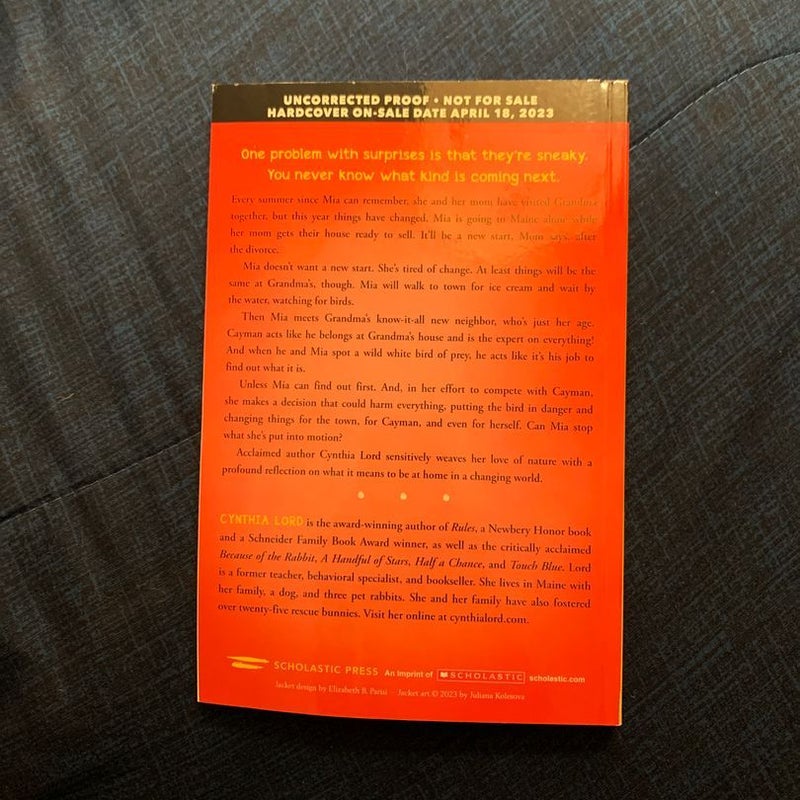 UNCORRECTED PROOF • NOT FOR SALE
HARDCOVER ON-SALE DATE APRIL 18, 2023
One problem with surprises is that they're sneaky.
You never know what kind is coming next.
Every summer since Mia can remember, she and her mom have visited Grandma
together, but this year things have changed. Mia is going to Maine alone while
her mom gets their house ready to sell. It'll be a new start, Mom says, after
the divorce.
Mia doesn't want a new start. She's tired of change. At least things will be the
same at Grandma's, though. Mia will walk to town for ice cream and wait by
the water, watching for birds.
Then Mia meets Grandma's know-it-all new neighbor, who's just her age.
Cayman acts like he belongs at Grandma's house and is the expert on everything!
And when he and Mia spot a wild white bird of prey, he acts like it's his job to
find out what it is.
Unless Mia can find out first. And, in her effort to compete with Cayman,
she makes a decision that could harm everything, putting the bird in danger and
changing things for the town, for Cayman, and even for herself. Can Mia stop
what she's put into motion?
Acclaimed author Cynthia Lord sensitively weaves her love of nature with a
profound reflection on what it means to be at home in a changing world.
CYNTHIA LORD is the award-winning author of Rules, a Newbery Honor book
and a Schneider Family Book Award winner, as well as the critically acclaimed
Because of the Rabbit, A Handful of Stars, Half a Chance, and Touch Blue. Lord
is a former teacher, behavioral specialist, and bookseller. She lives in Maine with
her family, a dog, and three pet rabbits. She and her family have also fostered
over twenty-five rescue bunnies. Visit her online at cynthialord.com.
SCHOLASTIC PRESS An Imprint of SCHOLASTIC scholastic.com
Jacket design by Elizabeth B. Parisi Jacket art © 2023 by Juliana Kolesova